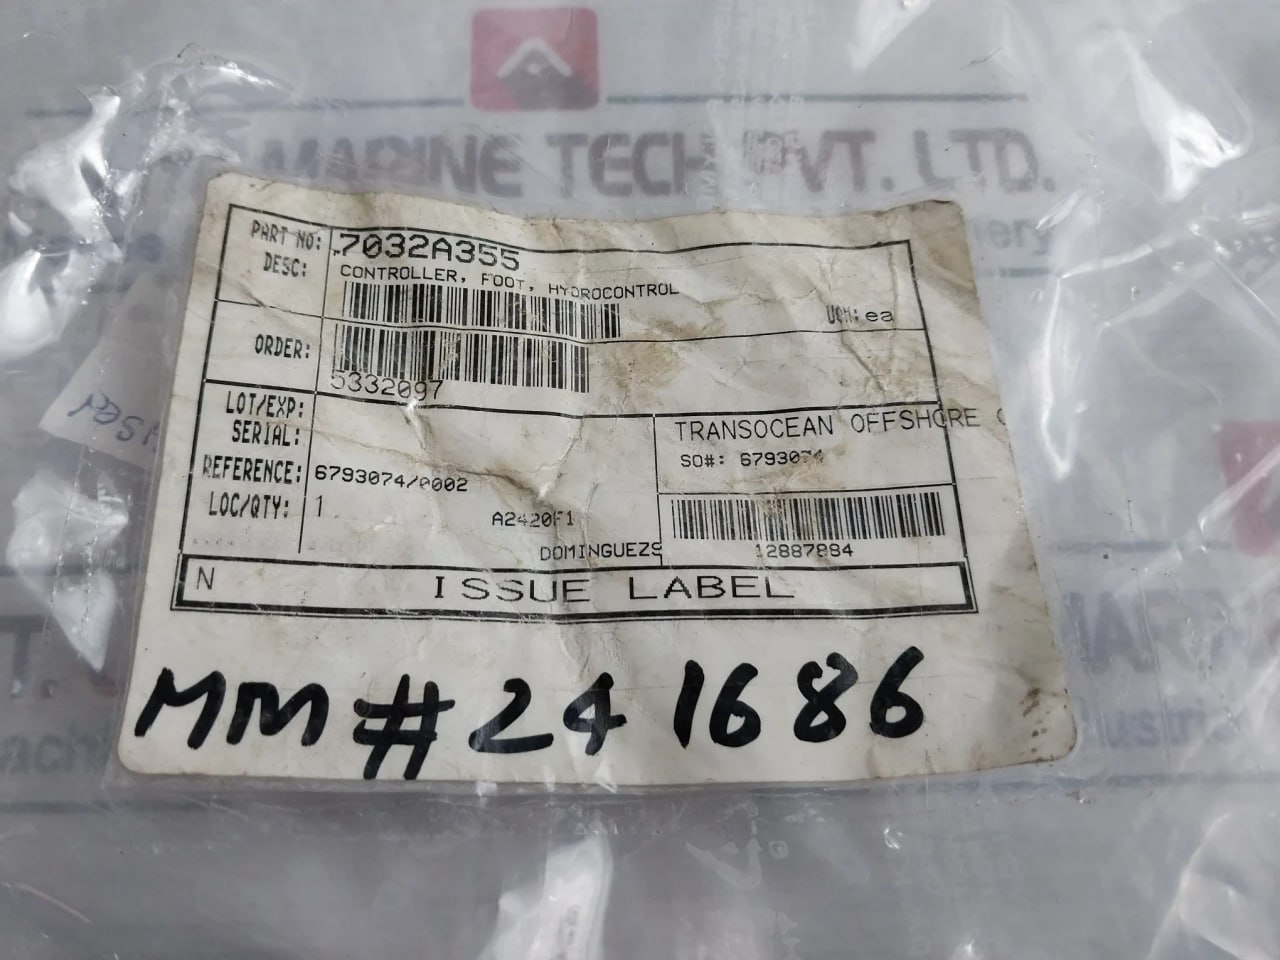 MARINE TECH PVT. LTD.
PART NO: 7032A355
DESC: CONTROLLER, FOOT, HYDROCONTROL
UOM: ea
ORDER:
5332097
LOT/EXP:
SERIAL:
TRANSOCEAN OFFSHORE
SO#: 6793074
REFERENCE: 6793074/0002
LOC/QTY: 1
A2420F1
DOMINGUEZS
12887884
N ISSUE LABEL
MM # 241686